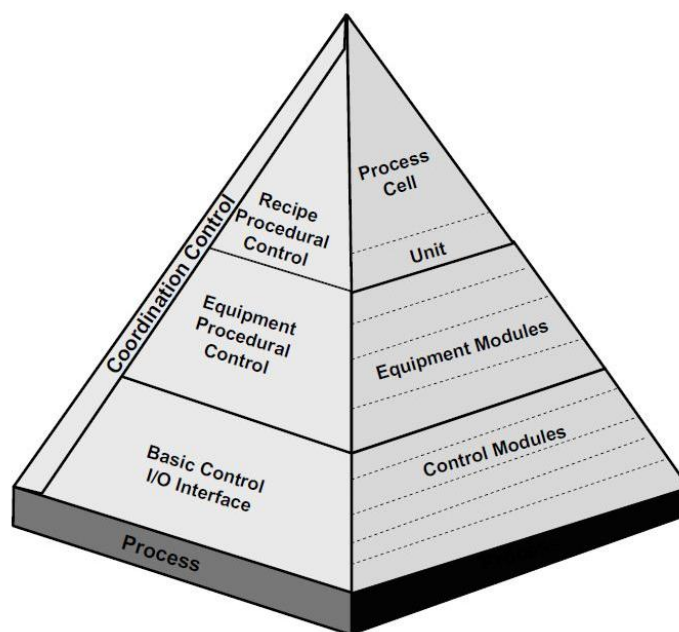 Process
Cell
Recipe
Procedural
Control
Unit
Coordination Control
Equipment
Procedural
Control
Equipment Modules
Control Modules
Basic Control
I/O Interface
Process